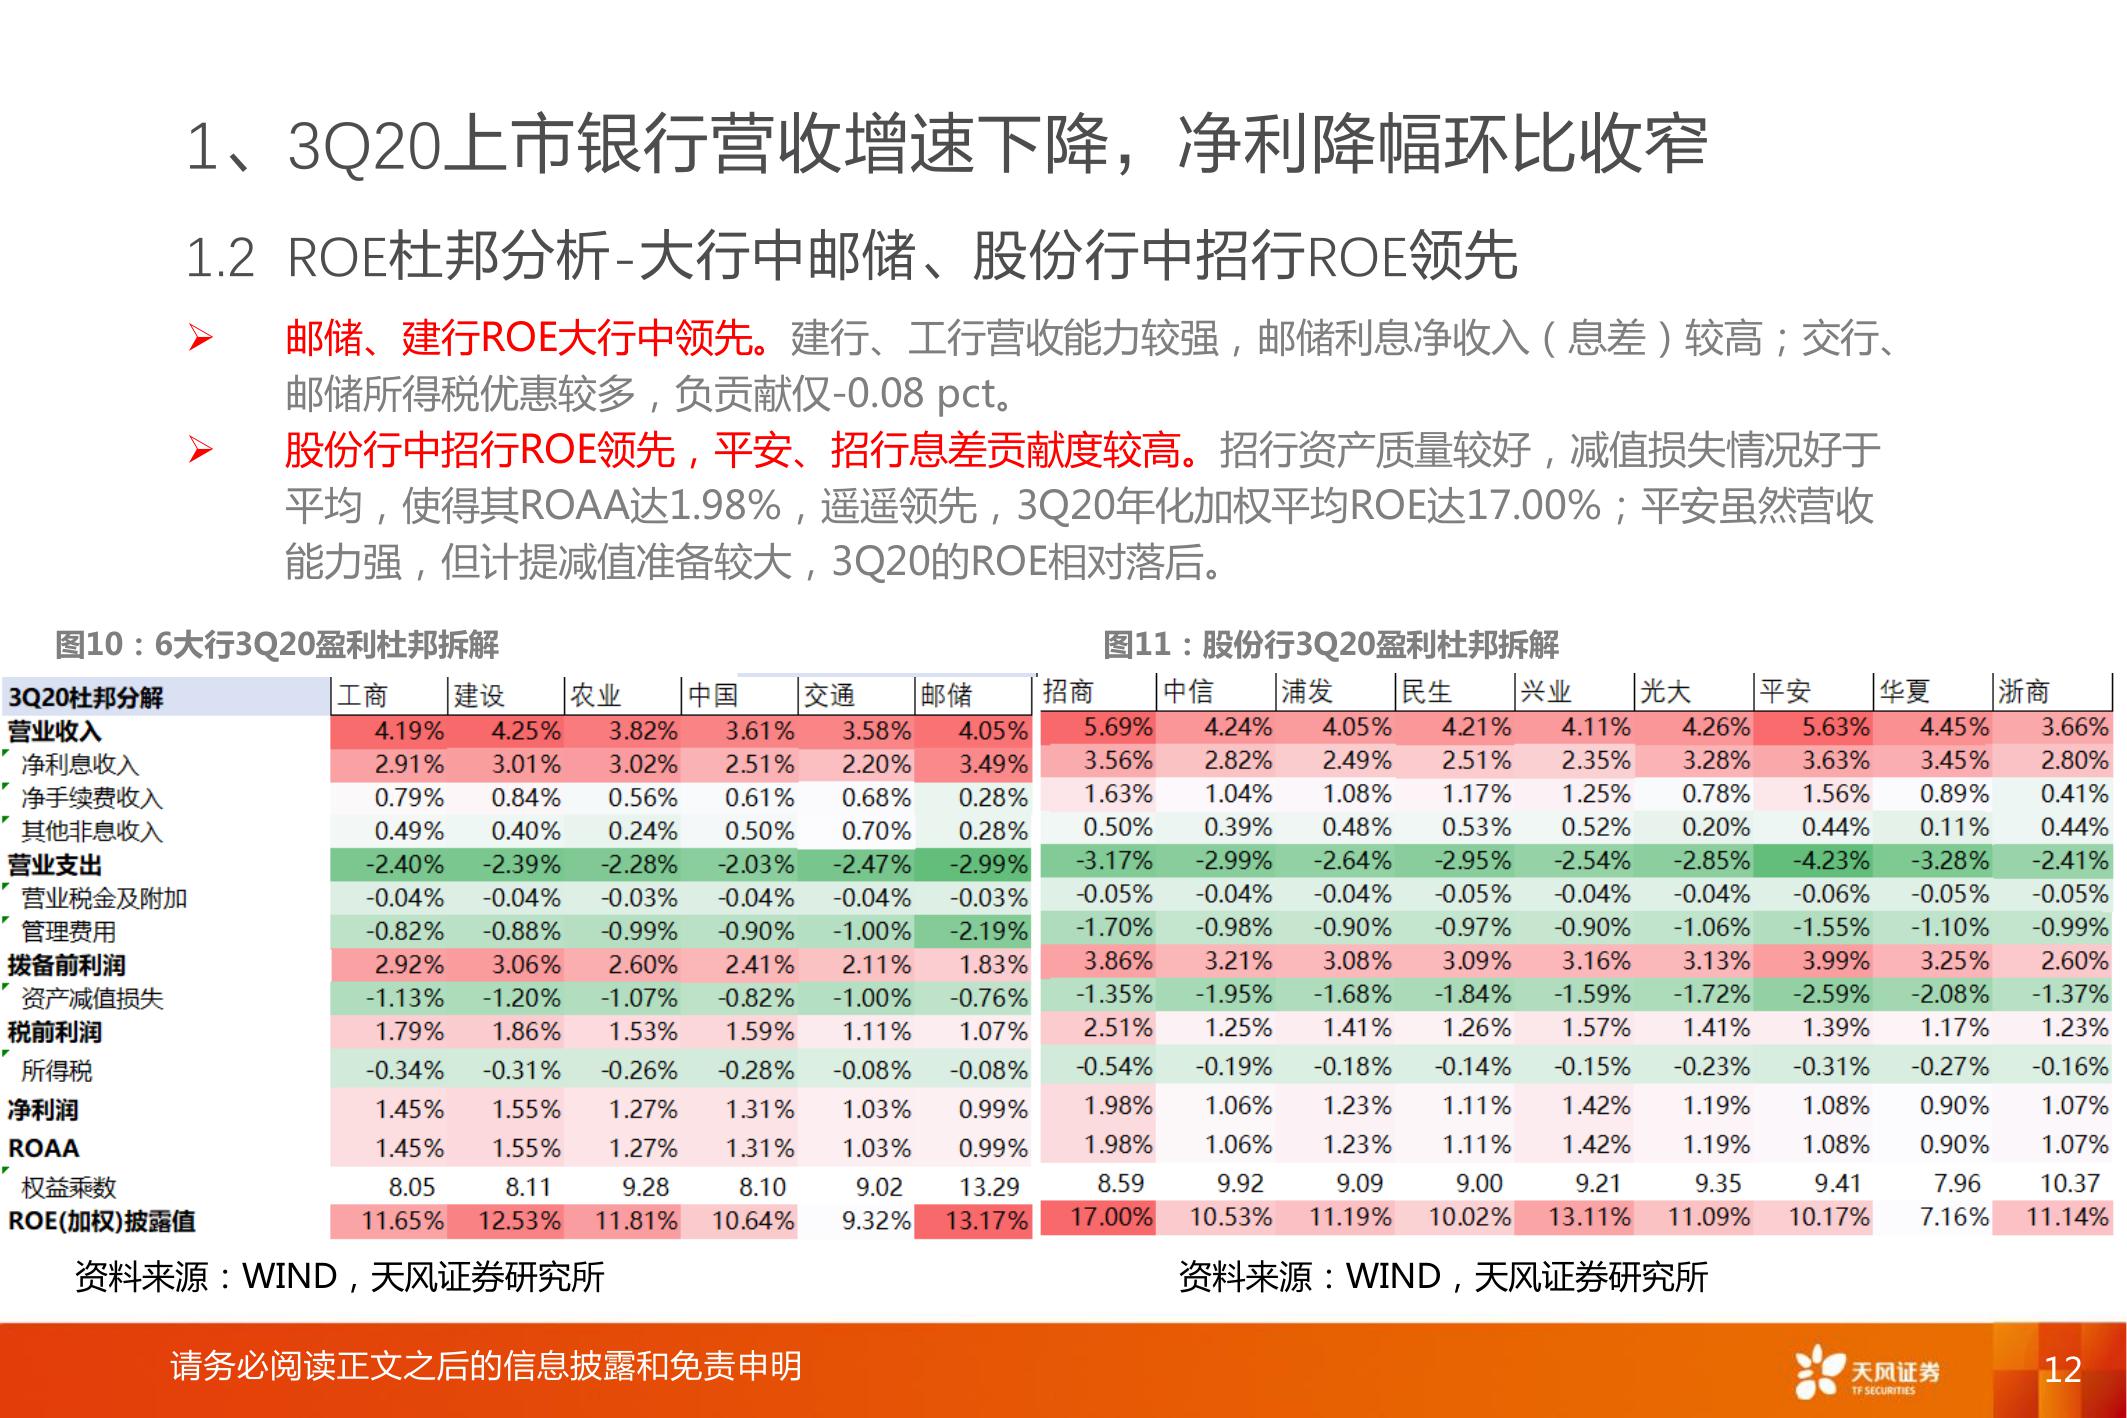 1、3Q20上市银行营收增速下降，净利降幅环比收窄
1.2 ROE杜邦分析-大行中邮储、股份行中招行ROE领先
邮储、建行ROE大行中领先。建行、工行营收能力较强，邮储利息净收入（息差）较高；交行、
邮储所得税优惠较多，负贡献仅-0.08 pct。
股份行中招行ROE领先，平安、招行息差贡献度较高。招行资产质量较好，减值损失情况好于
平均，使得其ROAA达1.98%，遥遥领先，3Q20年化加权平均ROE达17.00%；平安虽然营收
能力强，但计提减值准备较大，3Q20的ROE相对落后。
图10：6大行3Q20盈利杜邦拆解
3Q20杜邦分解 工商 建设 农业 中国 交通 邮储
营业收入 4.19% 4.25% 3.82% 3.61% 3.58% 4.05%
净利息收入 2.91% 3.01% 3.02% 2.51% 2.20% 3.49%
净手续费收入 0.79% 0.84% 0.56% 0.61% 0.68% 0.28%
其他非息收入 0.49% 0.40% 0.24% 0.50% 0.70% 0.28%
营业支出 -2.40% -2.39% -2.28% -2.03% -2.47% -2.99%
营业税金及附加 -0.04% -0.04% -0.03% -0.04% -0.04% -0.03%
管理费用 -0.82% -0.88% -0.99% -0.90% -1.00% -2.19%
拨备前利润 2.92% 3.06% 2.60% 2.41% 2.11% 1.83%
资产减值损失 -1.13% -1.20% -1.07% -0.82% -1.00% -0.76%
税前利润 1.79% 1.86% 1.53% 1.59% 1.11% 1.07%
所得税 -0.34% -0.31% -0.26% -0.28% -0.08% -0.08%
净利润 1.45% 1.55% 1.27% 1.31% 1.03% 0.99%
ROAA 1.45% 1.55% 1.27% 1.31% 1.03% 0.99%
权益乘数 8.05 8.11 9.28 8.10 9.02 13.29
ROE(加权)披露值 11.65% 12.53% 11.81% 10.64% 9.32% 13.17%
资料来源：WIND，天风证券研究所
图11：股份行3Q20盈利杜邦拆解
招商 中信 浦发 民生 兴业 光大 平安 华夏 浙商
5.69% 4.24% 4.05% 4.21% 4.11% 4.26% 5.63% 4.45% 3.66%
3.56% 2.82% 2.49% 2.51% 2.35% 3.28% 3.63% 3.45% 2.80%
1.63% 1.04% 1.08% 1.17% 1.25% 0.78% 1.56% 0.89% 0.41%
0.50% 0.39% 0.48% 0.53% 0.52% 0.20% 0.44% 0.11% 0.44%
-3.17% -2.99% -2.64% -2.95% -2.54% -2.85% -4.23% -3.28% -2.41%
-0.05% -0.04% -0.04% -0.05% -0.04% -0.04% -0.06% -0.05% -0.05%
-1.70% -0.98% -0.90% -0.97% -0.90% -1.06% -1.55% -1.10% -0.99%
3.86% 3.21% 3.08% 3.09% 3.16% 3.13% 3.99% 3.25% 2.60%
-1.35% -1.95% -1.68% -1.84% -1.59% -1.72% -2.59% -2.08% -1.37%
2.51% 1.25% 1.41% 1.26% 1.57% 1.41% 1.39% 1.17% 1.23%
-0.54% -0.19% -0.18% -0.14% -0.15% -0.23% -0.31% -0.27% -0.16%
1.98% 1.06% 1.23% 1.11% 1.42% 1.19% 1.08% 0.90% 1.07%
1.98% 1.06% 1.23% 1.11% 1.42% 1.19% 1.08% 0.90% 1.07%
8.59 9.92 9.09 9.00 9.21 9.35 9.41 7.96 10.37
17.00% 10.53% 11.19% 10.02% 13.11% 11.09% 10.17% 7.16% 11.14%
资料来源：WIND，天风证券研究所
请务必阅读正文之后的信息披露和免责申明
天风证券
TF SECURITIES
12